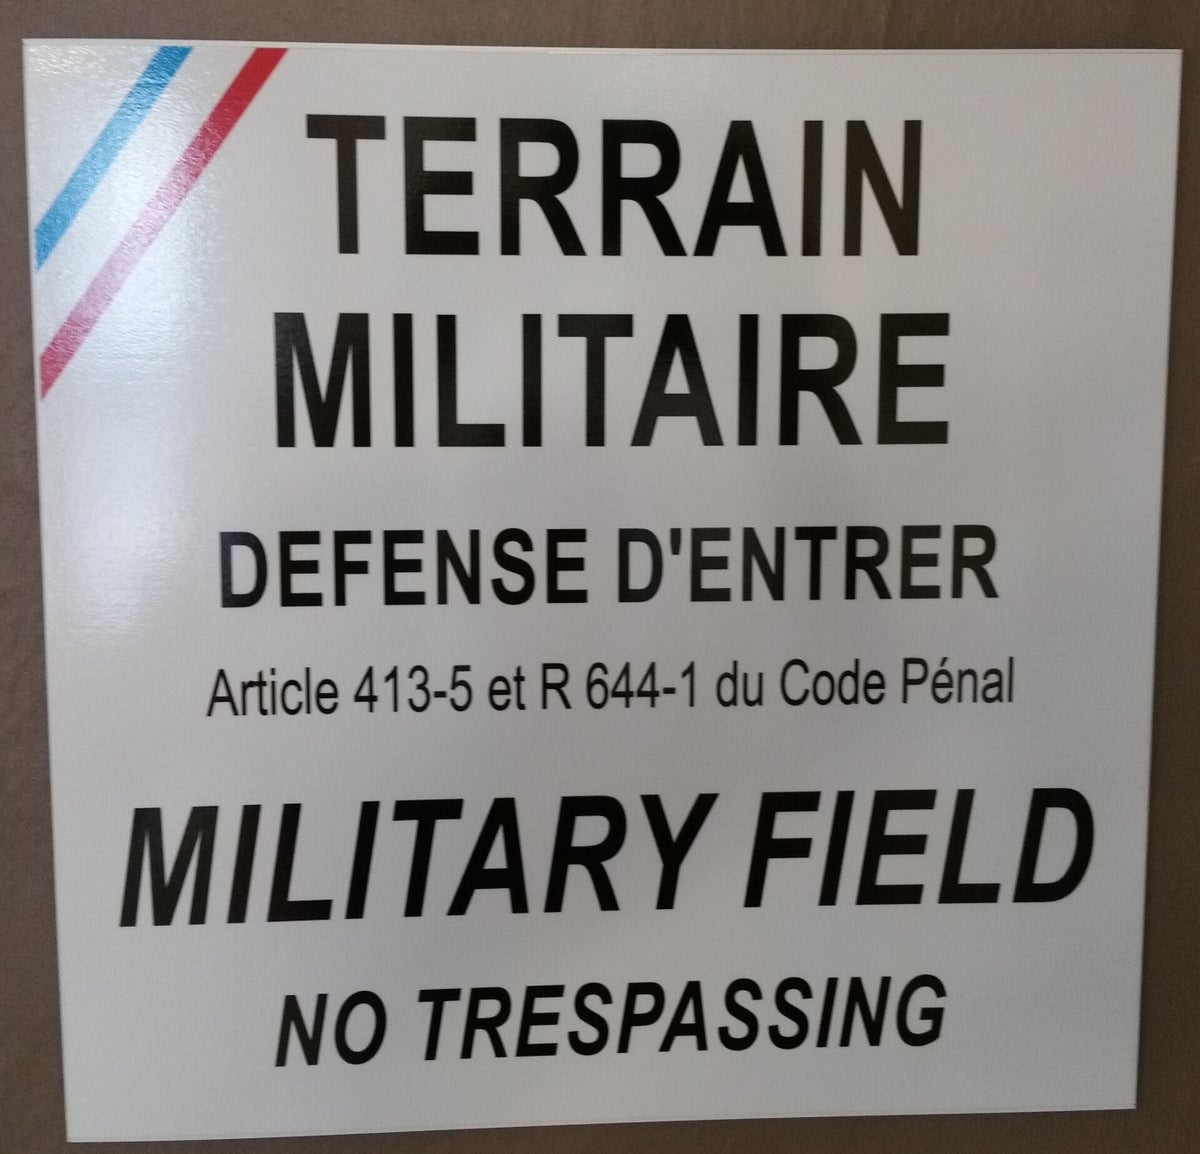 TERRAIN
MILITAIRE
DEFENSE D'ENTRER
Article 413-5 et R 644-1 du Code Pénal
MILITARY FIELD
NO TRESPASSING